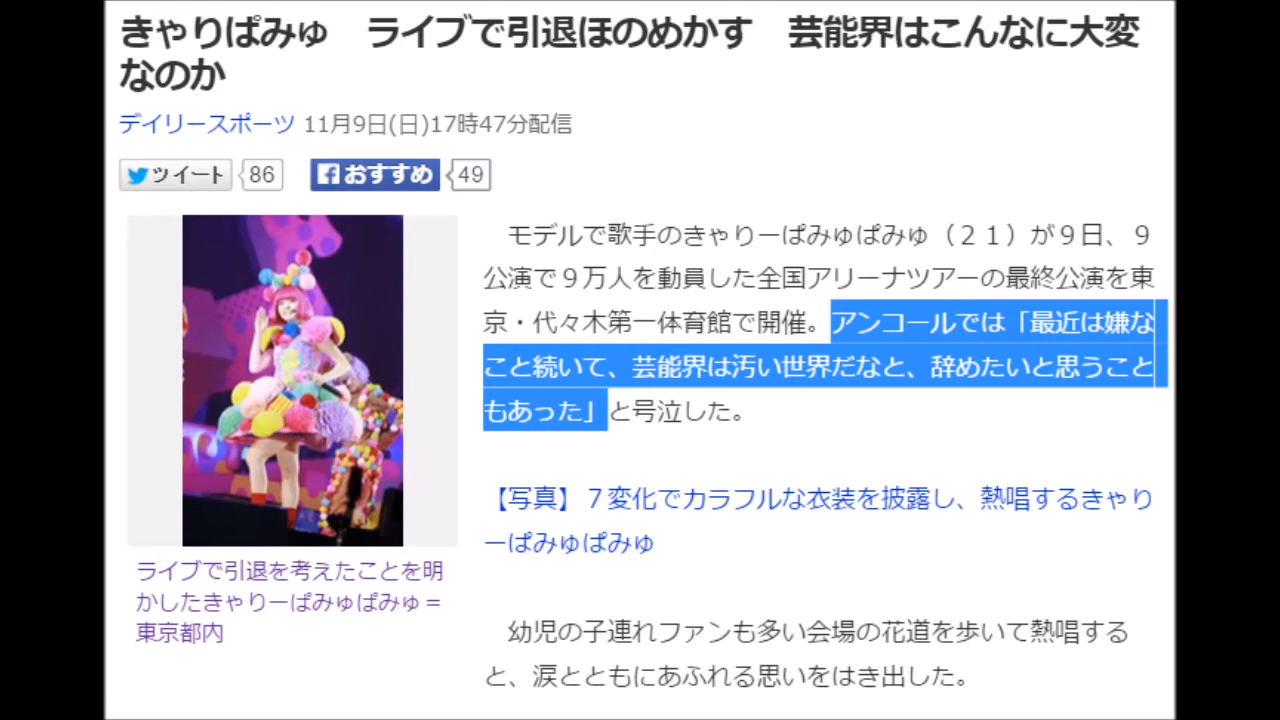 きゃりぱみゅ　ライブで引退ほのめかす　芸能界はこんなに大変
なのか
デイリースポーツ 11月9日(日)17時47分配信
ツイート 86 おすすめ 49
　モデルで歌手のきゃりーぱみゅぱみゅ（２１）が９日、９
公演で９万人を動員した全国アリーナツアーの最終公演を東
京・代々木第一体育館で開催。アンコールでは「最近は嫌な
こと続いて、芸能界は汚い世界だなと、辞めたいと思うこと
もあった」と号泣した。
【写真】７変化でカラフルな衣装を披露し、熱唱するきゃり
ーぱみゅぱみゅ
ライブで引退を考えたことを明
かしたきゃりーぱみゅぱみゅ＝
東京都内
　幼児の子連れファンも多い会場の花道を歩いて熱唱する
と、涙とともにあふれる思いをはき出した。